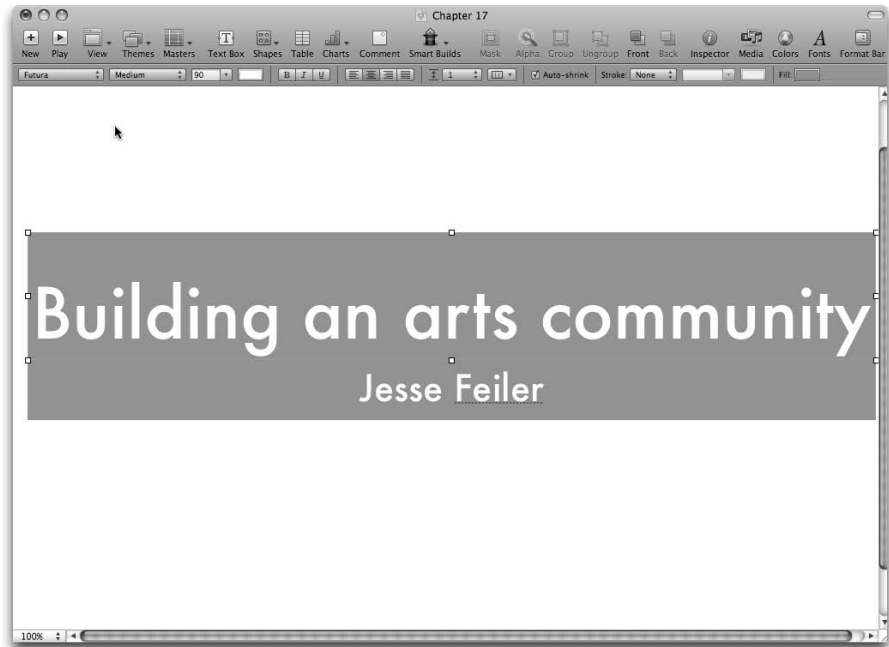 Chapter 17
New Play View Themes Masters Text Box Shapes Table Charts Comment Smart Builds Mask Alpha Group Ungroup Front Back Inspector Media Colors Fonts Format Bar
Futura Medium 90 B I U 1 Auto-shrink Stroke: None Fill:
Building an arts community
Jesse Feiler
100%